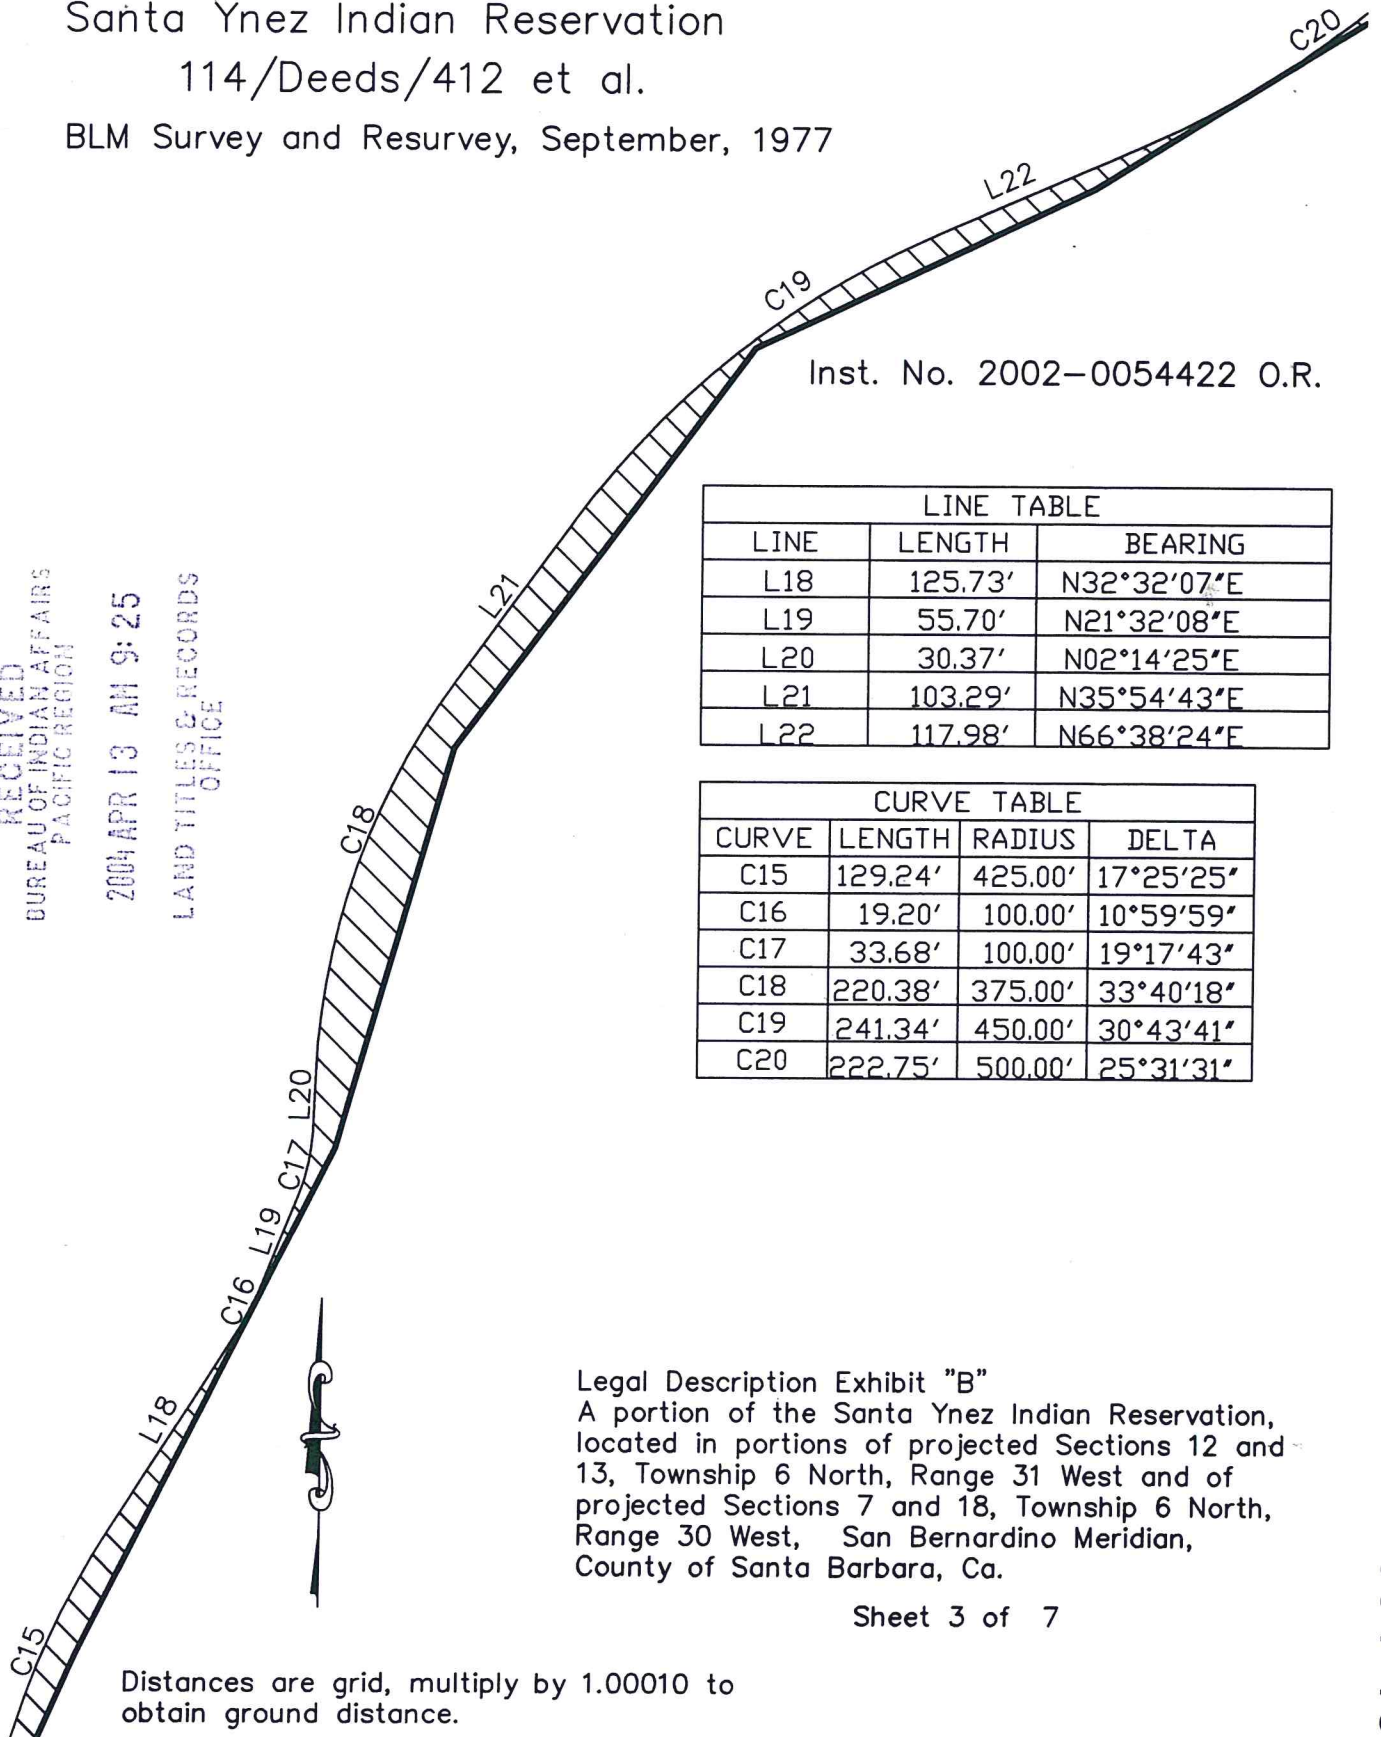 Santa Ynez Indian Reservation
114/Deeds/412 et al.
BLM Survey and Resurvey, September, 1977
C20
L22
C19
Inst. No. 2002-0054422 O.R.
L21
C18
L20
C17
L19
C16
L18
C15
RECEIVED
BUREAU OF INDIAN AFFAIRS
PACIFIC REGION
2004 APR 13 AM 9:25
LAND TITLES & RECORDS
OFFICE
LINE TABLE
LINE LENGTH BEARING
L18 125.73' N32°32'07"E
L19 55.70' N21°32'08"E
L20 30.37' N02°14'25"E
L21 103.29' N35°54'43"E
L22 117.98' N66°38'24"E
CURVE TABLE
CURVE LENGTH RADIUS DELTA
C15 129.24' 425.00' 17°25'25"
C16 19.20' 100.00' 10°59'59"
C17 33.68' 100.00' 19°17'43"
C18 220.38' 375.00' 33°40'18"
C19 241.34' 450.00' 30°43'41"
C20 222.75' 500.00' 25°31'31"
Legal Description Exhibit "B"
A portion of the Santa Ynez Indian Reservation,
located in portions of projected Sections 12 and
13, Township 6 North, Range 31 West and of
projected Sections 7 and 18, Township 6 North,
Range 30 West, San Bernardino Meridian,
County of Santa Barbara, Ca.
Sheet 3 of 7
Distances are grid, multiply by 1.00010 to
obtain ground distance.